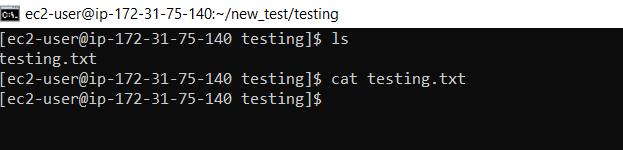 ec2-user@ip-172-31-75-140:~/new_test/testing
[ec2-user@ip-172-31-75-140 testing]$ ls
testing.txt
[ec2-user@ip-172-31-75-140 testing]$ cat testing.txt
[ec2-user@ip-172-31-75-140 testing]$